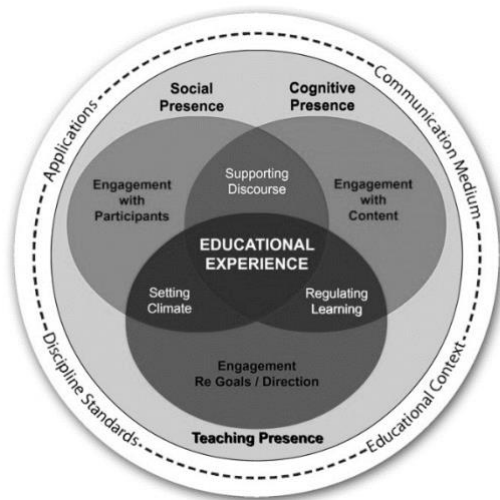 Social
Presence
Cognitive
Presence
Applications
Communication Medium
Supporting
Discourse
Engagement
with
Participants
Engagement
with
Content
EDUCATIONAL
EXPERIENCE
Setting
Climate
Regulating
Learning
Engagement
Re Goals / Direction
Discipline Standards
Educational Context
Teaching Presence